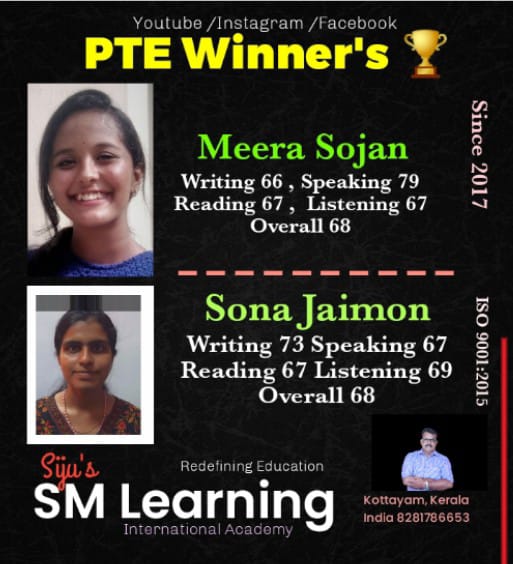 Youtube /Instagram /Facebook
PTE Winner's
Since 2017
Meera Sojan
Writing 66 , Speaking 79
Reading 67 , Listening 67
Overall 68
Sona Jaimon
Writing 73 Speaking 67
Reading 67 Listening 69
Overall 68
ISO 9001:2015
Siju's
Redefining Education
SM Learning
International Academy
Kottayam, Kerala
India 8281786653